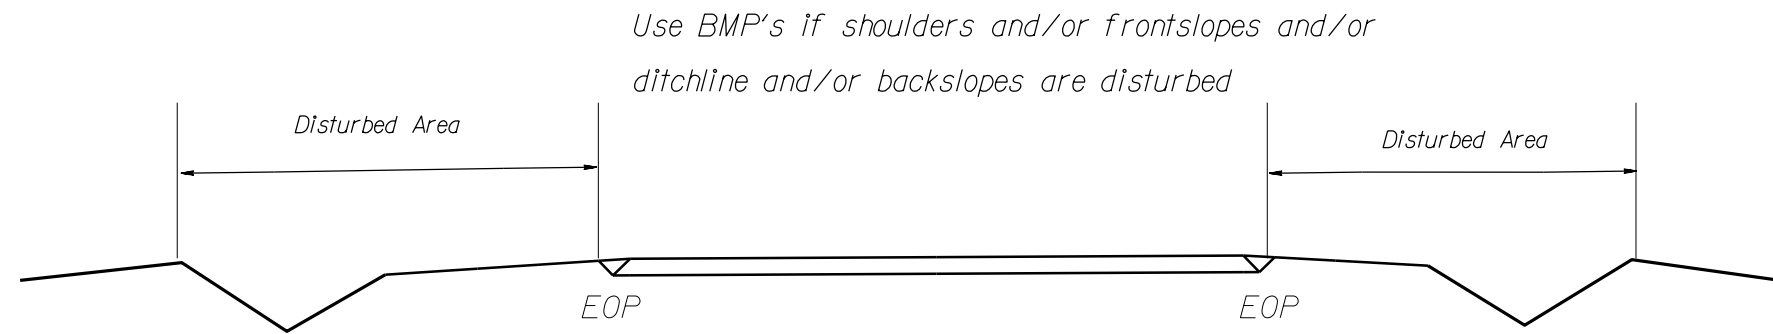 Use BMP's if shoulders and/or frontslopes and/or
ditchline and/or backslopes are disturbed
Disturbed Area
Disturbed Area
EOP
EOP